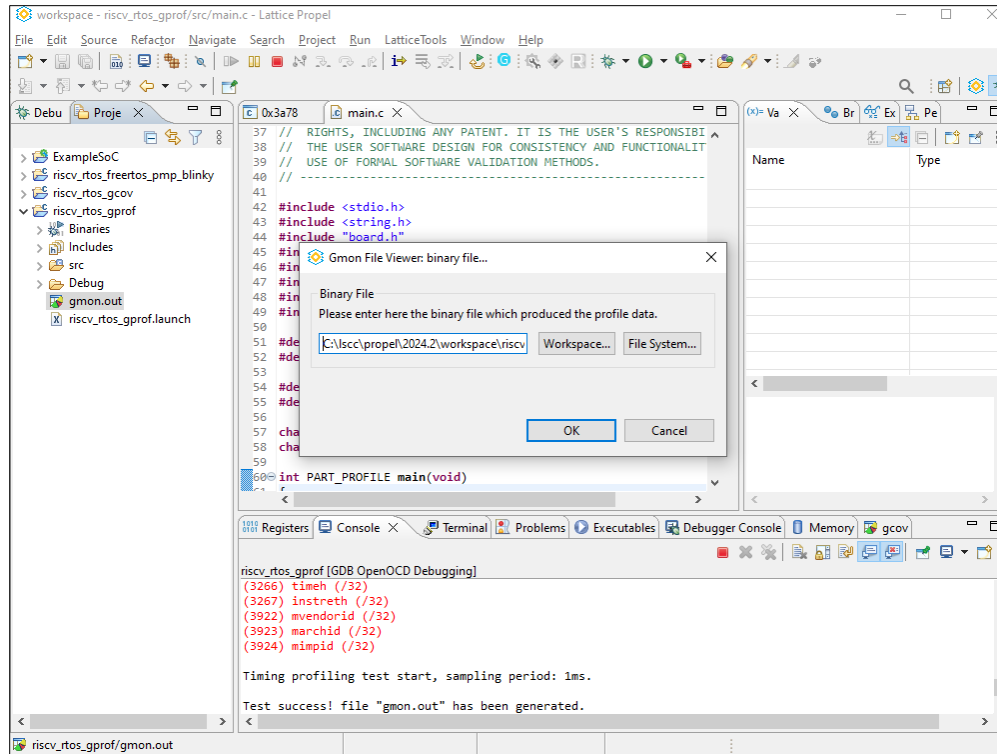 workspace - riscv_rtos_gprof/src/main.c - Lattice Propel
File Edit Source Refactor Navigate Search Project Run LatticeTools Window Help
Debu Proje
ExampleSoC
riscv_rtos_freertos_pmp_blinky
riscv_rtos_gcov
riscv_rtos_gprof
Binaries
Includes
src
Debug
gmon.out
riscv_rtos_gprof.launch
0x3a78 main.c
37 // RIGHTS, INCLUDING ANY PATENT. IT IS THE USER'S RESPONSIBI
38 // THE USER SOFTWARE DESIGN FOR CONSISTENCY AND FUNCTIONALIT
39 // USE OF FORMAL SOFTWARE VALIDATION METHODS.
40 // --------------------------------------------------------
41
42 #include <stdio.h>
43 #include <string.h>
44 #include "board.h"
45 #in
46 #in
47 #in
48 #in
49 #in
50
51 #de
52 #de
53
54 #de
55 #de
56
57 cha
58 cha
59
60 int PART_PROFILE main(void)
61 {
Gmon File Viewer: binary file...
Binary File
Please enter here the binary file which produced the profile data.
C:\lscc\propel\2024.2\workspace\riscv
Workspace... File System...
OK Cancel
(x)= Va Br Ex Pe
Name Type
Registers Console Terminal Problems Executables Debugger Console Memory gcov
riscv_rtos_gprof [GDB OpenOCD Debugging]
(3266) timeh (/32)
(3267) instreth (/32)
(3922) mvendorid (/32)
(3923) marchid (/32)
(3924) mimpid (/32)
Timing profiling test start, sampling period: 1ms.
Test success! file "gmon.out" has been generated.
riscv_rtos_gprof/gmon.out